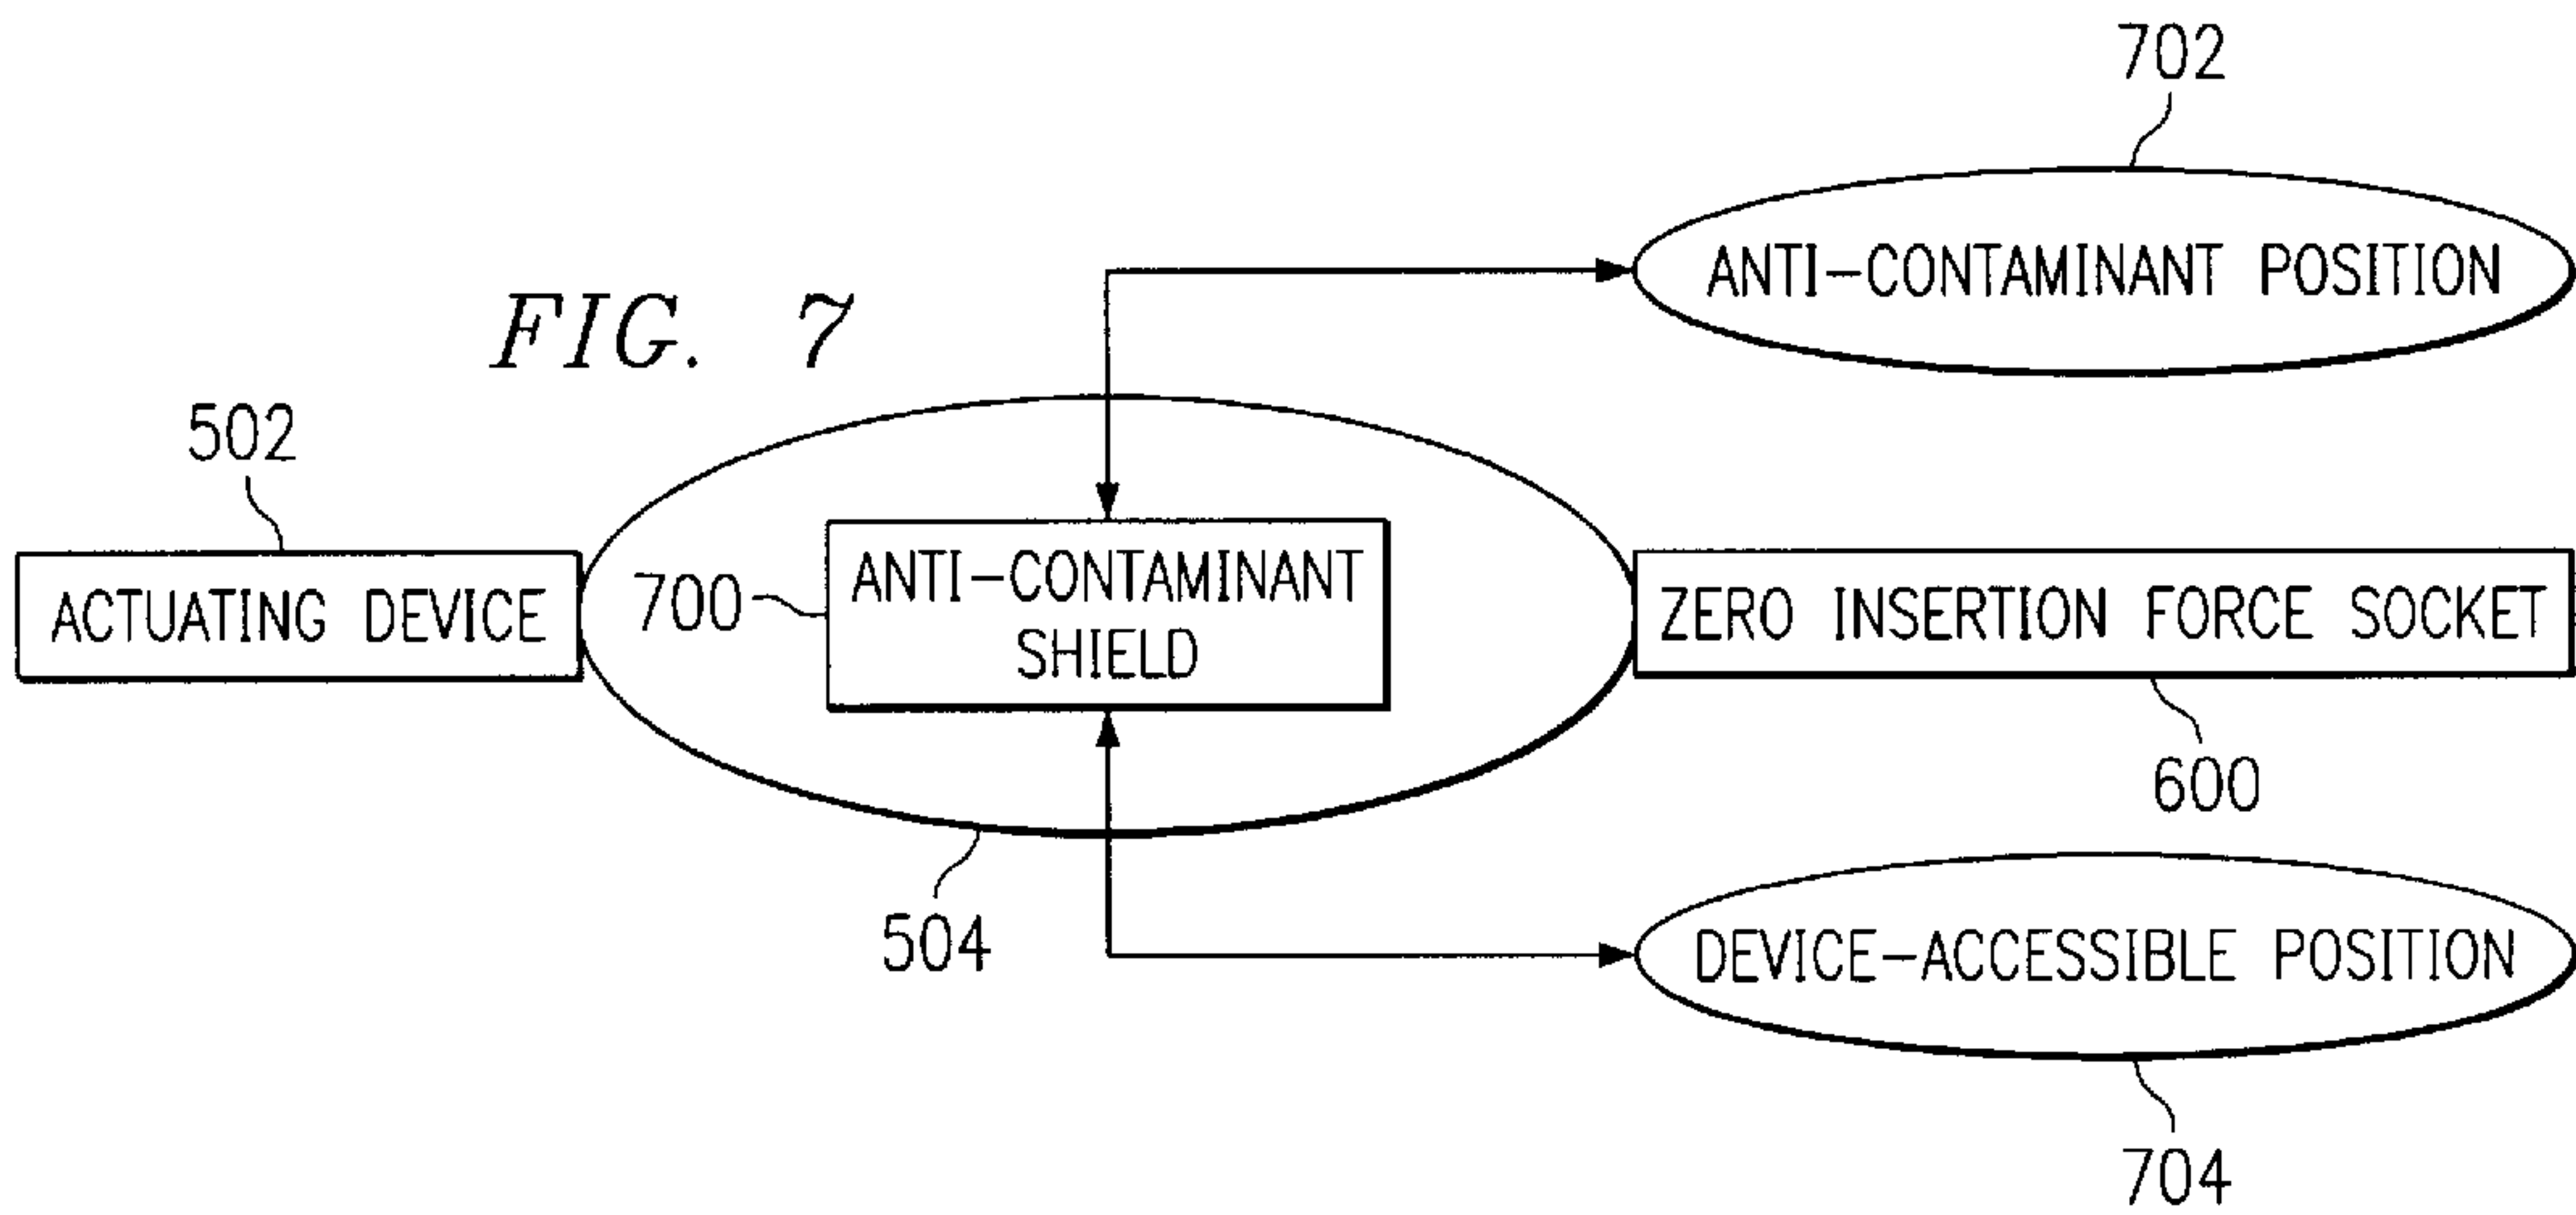 702
ANTI-CONTAMINANT POSITION
FIG. 7
502
ACTUATING DEVICE
700
ANTI-CONTAMINANT
SHIELD
ZERO INSERTION FORCE SOCKET
600
504
DEVICE-ACCESSIBLE POSITION
704